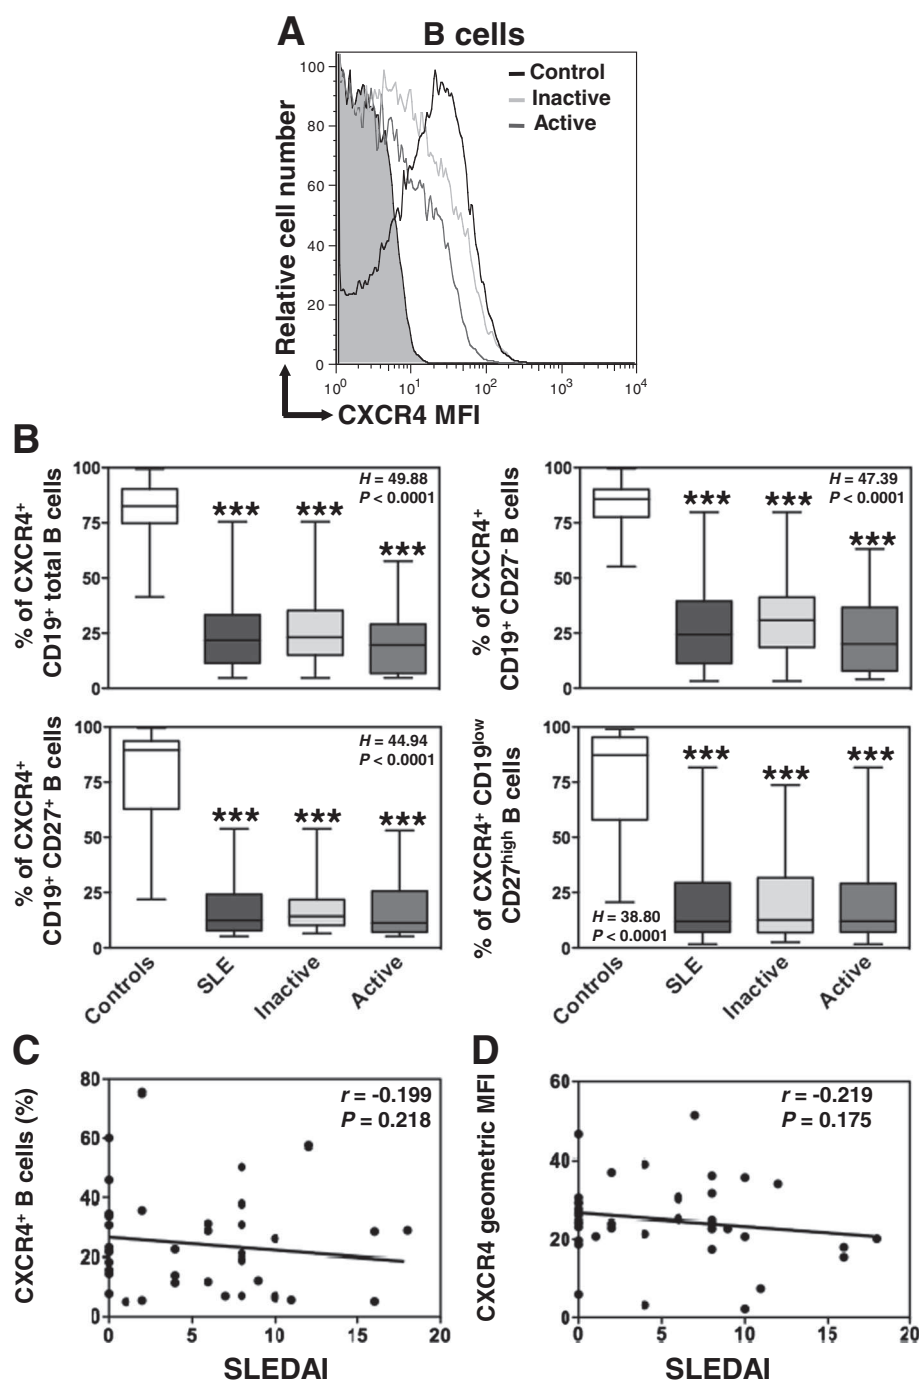 A
B cells
Relative cell number
100
80
60
40
20
0
Control
Inactive
Active
10⁰ 10¹ 10² 10³ 10⁴
CXCR4 MFI
B
% of CXCR4⁺
CD19⁺ total B cells
100
75
50
25
0
H = 49.88
P < 0.0001
*** *** ***
% of CXCR4⁺
CD19⁺ CD27⁻ B cells
100
75
50
25
0
H = 47.39
P < 0.0001
*** *** ***
% of CXCR4⁺
CD19⁺ CD27⁺ B cells
100
75
50
25
0
H = 44.94
P < 0.0001
*** *** ***
Controls SLE Inactive Active
% of CXCR4⁺ CD19ˡᵒʷ
CD27ʰⁱᵍʰ B cells
100
75
50
25
0
*** *** ***
H = 38.80
P < 0.0001
Controls SLE Inactive Active
C
CXCR4⁺ B cells (%)
80
60
40
20
0
r = -0.199
P = 0.218
0 5 10 15 20
SLEDAI
D
CXCR4 geometric MFI
60
40
20
0
r = -0.219
P = 0.175
0 5 10 15 20
SLEDAI